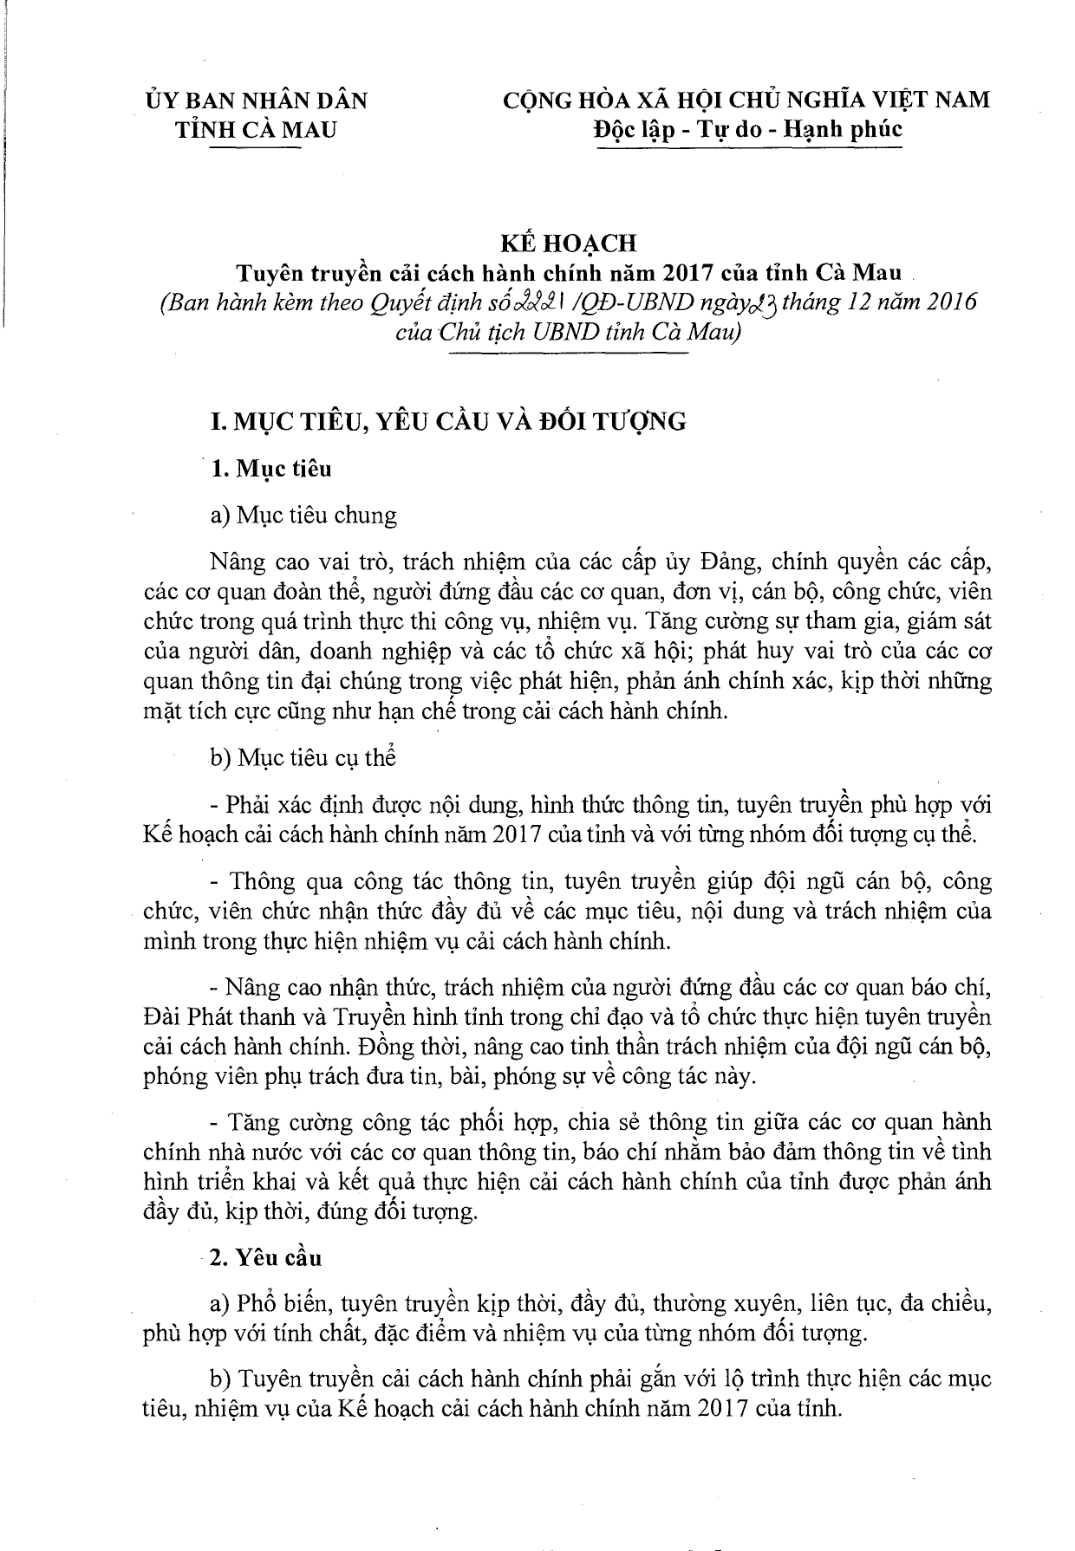 ỦY BAN NHÂN DÂN
TỈNH CÀ MAU
CỘNG HÒA XÃ HỘI CHỦ NGHĨA VIỆT NAM
Độc lập - Tự do - Hạnh phúc
KẾ HOẠCH
Tuyên truyền cải cách hành chính năm 2017 của tỉnh Cà Mau
(Ban hành kèm theo Quyết định số 2221 /QĐ-UBND ngày 23 tháng 12 năm 2016
của Chủ tịch UBND tỉnh Cà Mau)
I. MỤC TIÊU, YÊU CẦU VÀ ĐỐI TƯỢNG
1. Mục tiêu
a) Mục tiêu chung
Nâng cao vai trò, trách nhiệm của các cấp ủy Đảng, chính quyền các cấp,
các cơ quan đoàn thể, người đứng đầu các cơ quan, đơn vị, cán bộ, công chức, viên
chức trong quá trình thực thi công vụ, nhiệm vụ. Tăng cường sự tham gia, giám sát
của người dân, doanh nghiệp và các tổ chức xã hội; phát huy vai trò của các cơ
quan thông tin đại chúng trong việc phát hiện, phản ánh chính xác, kịp thời những
mặt tích cực cũng như hạn chế trong cải cách hành chính.
b) Mục tiêu cụ thể
- Phải xác định được nội dung, hình thức thông tin, tuyên truyền phù hợp với
Kế hoạch cải cách hành chính năm 2017 của tỉnh và với từng nhóm đối tượng cụ thể.
- Thông qua công tác thông tin, tuyên truyền giúp đội ngũ cán bộ, công
chức, viên chức nhận thức đầy đủ về các mục tiêu, nội dung và trách nhiệm của
mình trong thực hiện nhiệm vụ cải cách hành chính.
- Nâng cao nhận thức, trách nhiệm của người đứng đầu các cơ quan báo chí,
Đài Phát thanh và Truyền hình tỉnh trong chỉ đạo và tổ chức thực hiện tuyên truyền
cải cách hành chính. Đồng thời, nâng cao tinh thần trách nhiệm của đội ngũ cán bộ,
phóng viên phụ trách đưa tin, bài, phóng sự về công tác này.
- Tăng cường công tác phối hợp, chia sẻ thông tin giữa các cơ quan hành
chính nhà nước với các cơ quan thông tin, báo chí nhằm bảo đảm thông tin về tình
hình triển khai và kết quả thực hiện cải cách hành chính của tỉnh được phản ánh
đầy đủ, kịp thời, đúng đối tượng.
2. Yêu cầu
a) Phổ biến, tuyên truyền kịp thời, đầy đủ, thường xuyên, liên tục, đa chiều,
phù hợp với tính chất, đặc điểm và nhiệm vụ của từng nhóm đối tượng.
b) Tuyên truyền cải cách hành chính phải gắn với lộ trình thực hiện các mục
tiêu, nhiệm vụ của Kế hoạch cải cách hành chính năm 2017 của tỉnh.